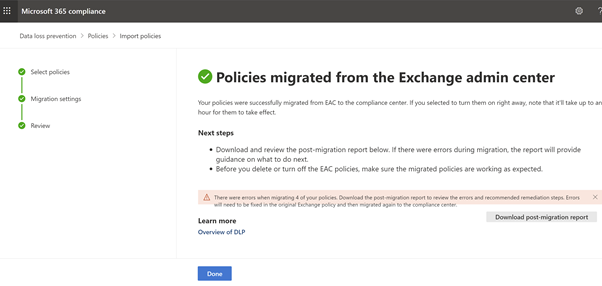 Microsoft 365 compliance
?
Data loss prevention > Policies > Import policies
Select policies
Migration settings
Review
Policies migrated from the Exchange admin center
Your policies were successfully migrated from EAC to the compliance center. If you selected to turn them on right away, note that it'll take up to an
hour for them to take effect.
Next steps
• Download and review the post-migration report below. If there were errors during migration, the report will provide
guidance on what to do next.
• Before you delete or turn off the EAC policies, make sure the migrated policies are working as expected.
There were errors when migrating 4 of your policies. Download the post-migration report to review the errors and recommended remediation steps. Errors
will need to be fixed in the original Exchange policy and then migrated again to the compliance center.
Download post-migration report
Learn more
Overview of DLP
Done